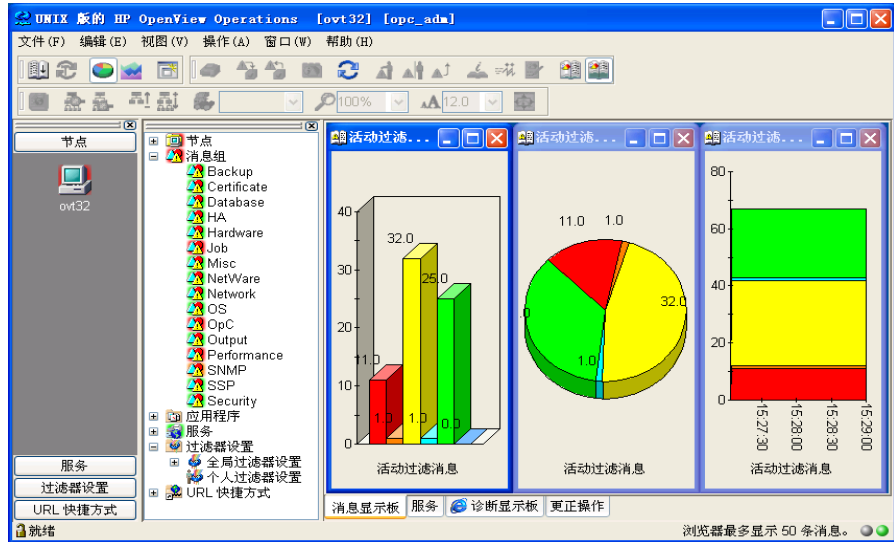 UNIX 版的 HP OpenView Operations [ovt32] [opc_adm]
文件(F) 编辑(E) 视图(V) 操作(A) 窗口(W) 帮助(H)
100%
12.0
节点
ovt32
服务
过滤器设置
URL 快捷方式
节点
消息组
Backup
Certificate
Database
HA
Hardware
Job
Misc
NetWare
Network
OS
OpC
Output
Performance
SNMP
SSP
Security
应用程序
服务
过滤器设置
全局过滤器设置
个人过滤器设置
URL 快捷方式
活动过滤...
40
30
20
10
0
11.0
1.0
32.0
1.0
25.0
0.0
活动过滤消息
活动过滤...
11.0
1.0
32.0
1.0
.0
活动过滤消息
活动过滤...
80
60
40
20
0
15:27:30
15:28:00
15:28:30
15:29:00
活动过滤消息
消息显示板 服务 诊断显示板 更正操作
就绪
浏览器最多显示 50 条消息。